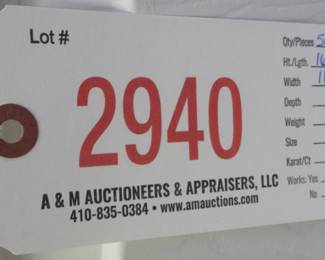 Lot #
2940
A & M AUCTIONEERS & APPRAISERS, LLC
410-835-0384 • www.amauctions.com
Qty/Pieces
Ht./Lgth. 16
Width
Depth
Weight
Size
Karat/Ct
Works: Yes
No